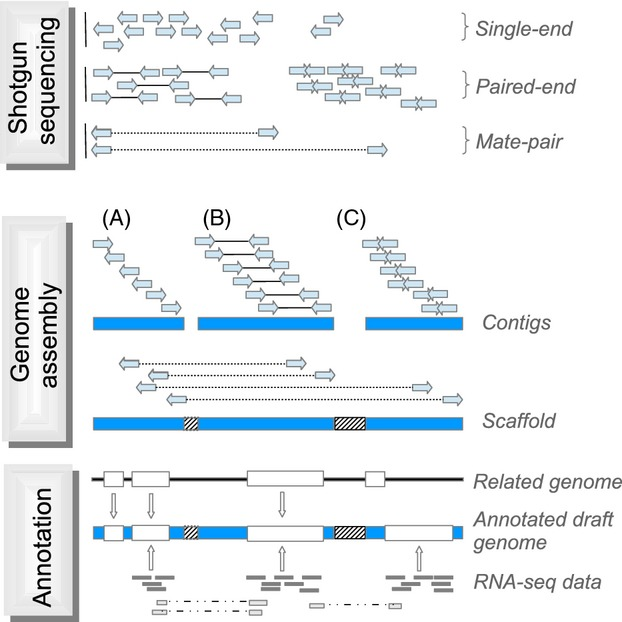 Shotgun
sequencing
Single-end
Paired-end
Mate-pair
Genome
assembly
(A) (B) (C)
Contigs
Scaffold
Annotation
Related genome
Annotated draft
genome
RNA-seq data